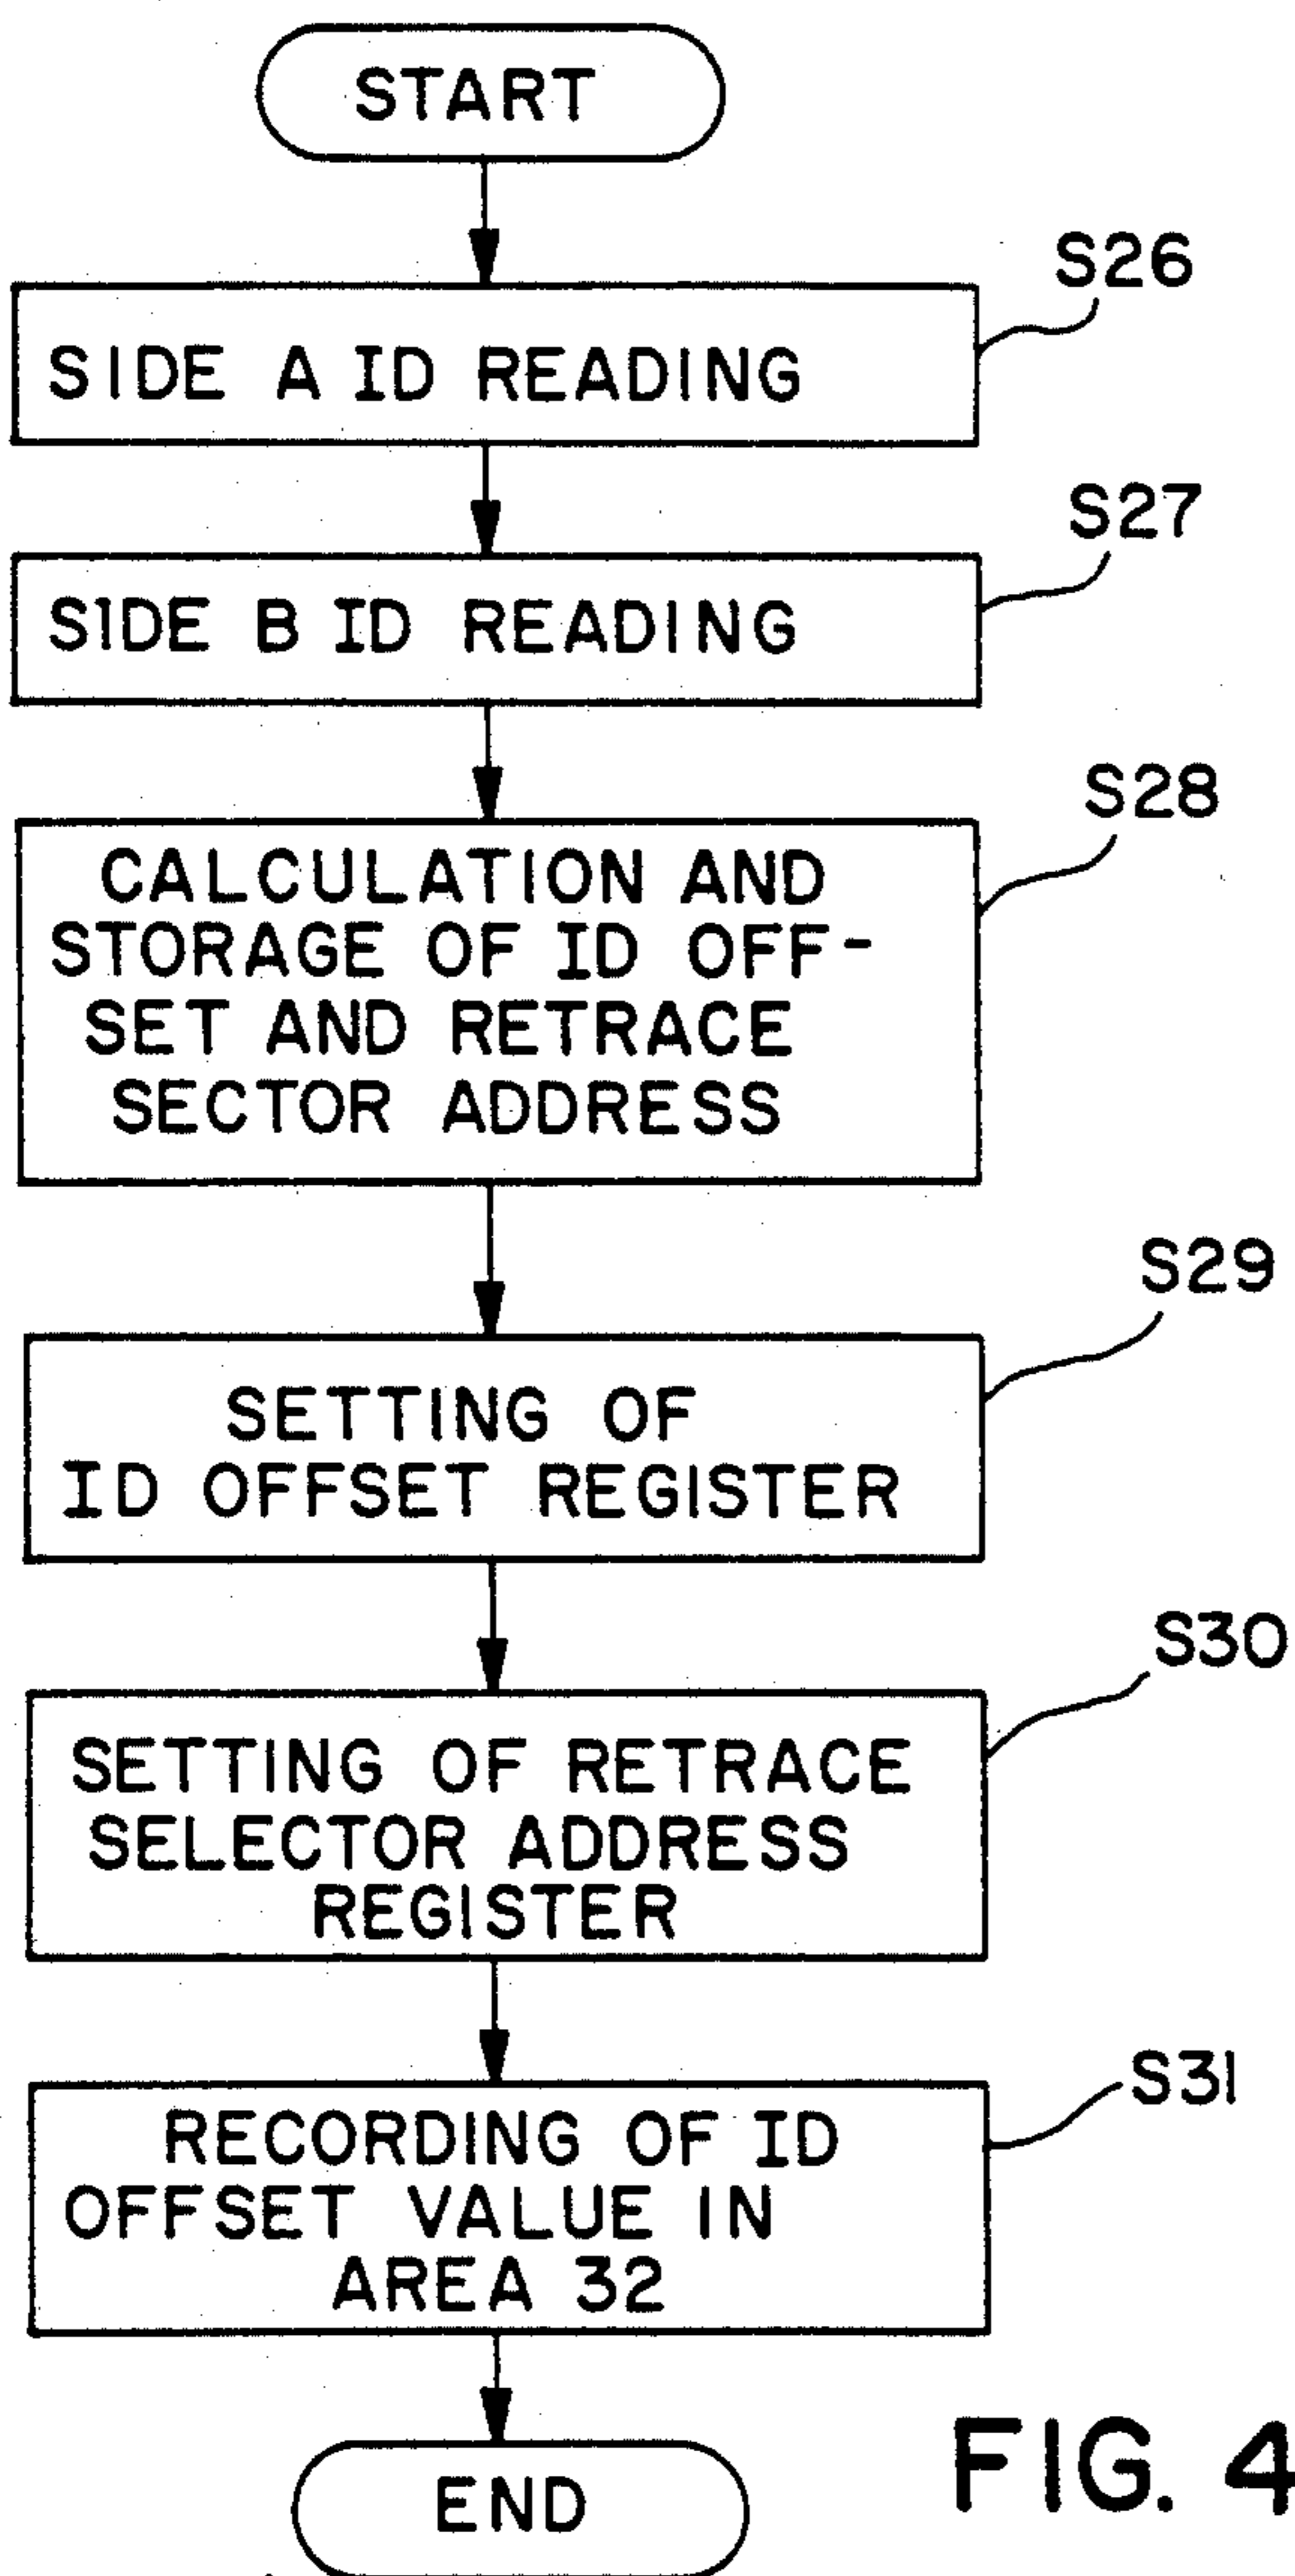 START
S26
SIDE A ID READING
S27
SIDE B ID READING
S28
CALCULATION AND
STORAGE OF ID OFF-
SET AND RETRACE
SECTOR ADDRESS
S29
SETTING OF
ID OFFSET REGISTER
S30
SETTING OF RETRACE
SELECTOR ADDRESS
REGISTER
S31
RECORDING OF ID
OFFSET VALUE IN
AREA 32
END
FIG. 4